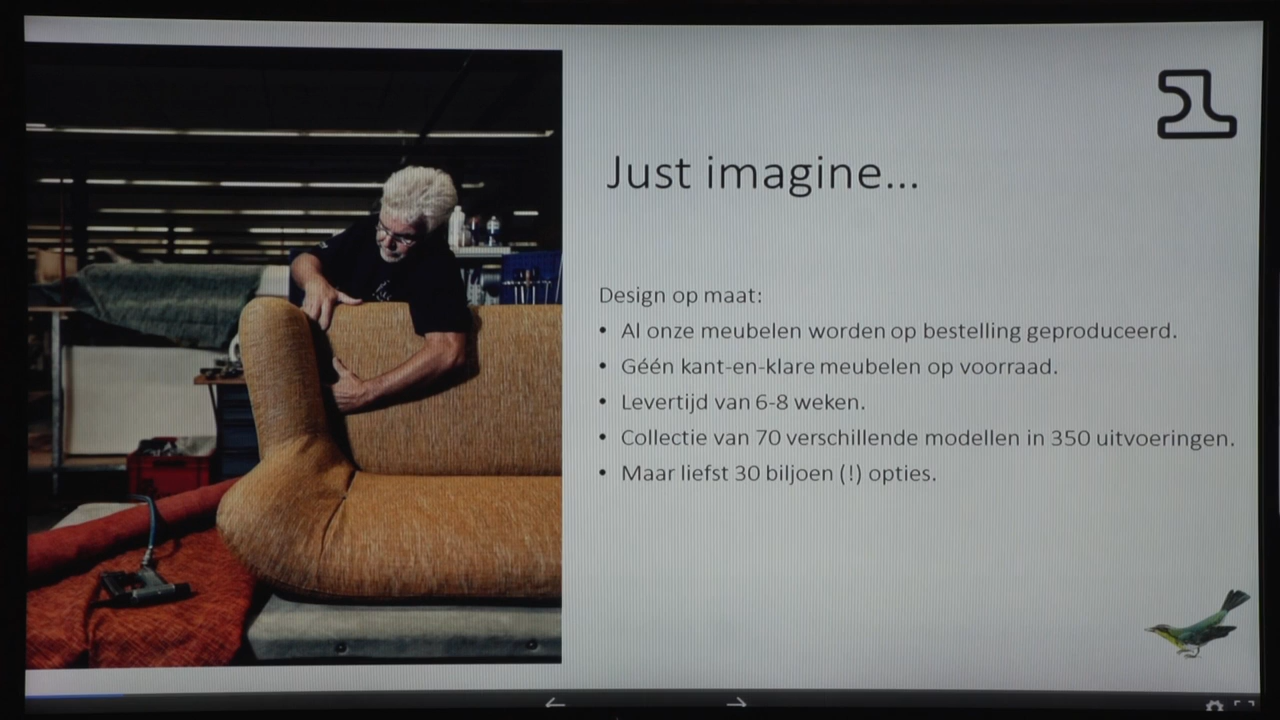 Just imagine...
Design op maat:
• Al onze meubelen worden op bestelling geproduceerd.
• Géén kant-en-klare meubelen op voorraad.
• Levertijd van 6-8 weken.
• Collectie van 70 verschillende modellen in 350 uitvoeringen.
• Maar liefst 30 biljoen (!) opties.